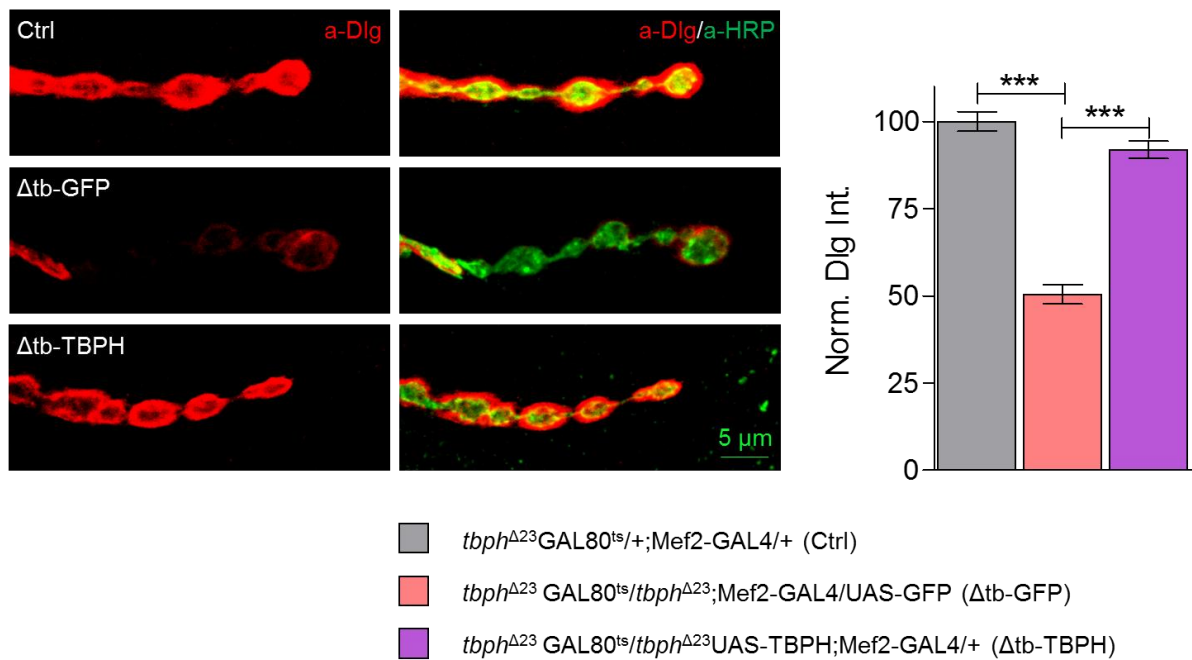 Ctrl
a-Dlg
a-Dlg/a-HRP
Δtb-GFP
Δtb-TBPH
5 µm
Norm. Dlg Int.
100
75
50
25
0
***
***
tbphΔ23GAL80ts/+;Mef2-GAL4/+ (Ctrl)
tbphΔ23 GAL80ts/tbphΔ23;Mef2-GAL4/UAS-GFP (Δtb-GFP)
tbphΔ23 GAL80ts/tbphΔ23UAS-TBPH;Mef2-GAL4/+ (Δtb-TBPH)